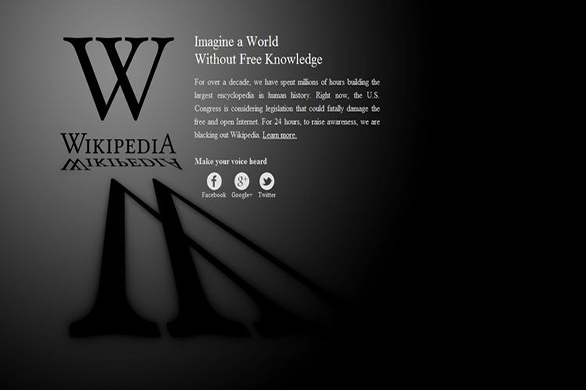 W
WIKIPEDIA
Imagine a World
Without Free Knowledge
For over a decade, we have spent millions of hours building the
largest encyclopedia in human history. Right now, the U.S.
Congress is considering legislation that could fatally damage the
free and open Internet. For 24 hours, to raise awareness, we are
blacking out Wikipedia. Learn more.
Make your voice heard
f g+
Facebook Google+ Twitter